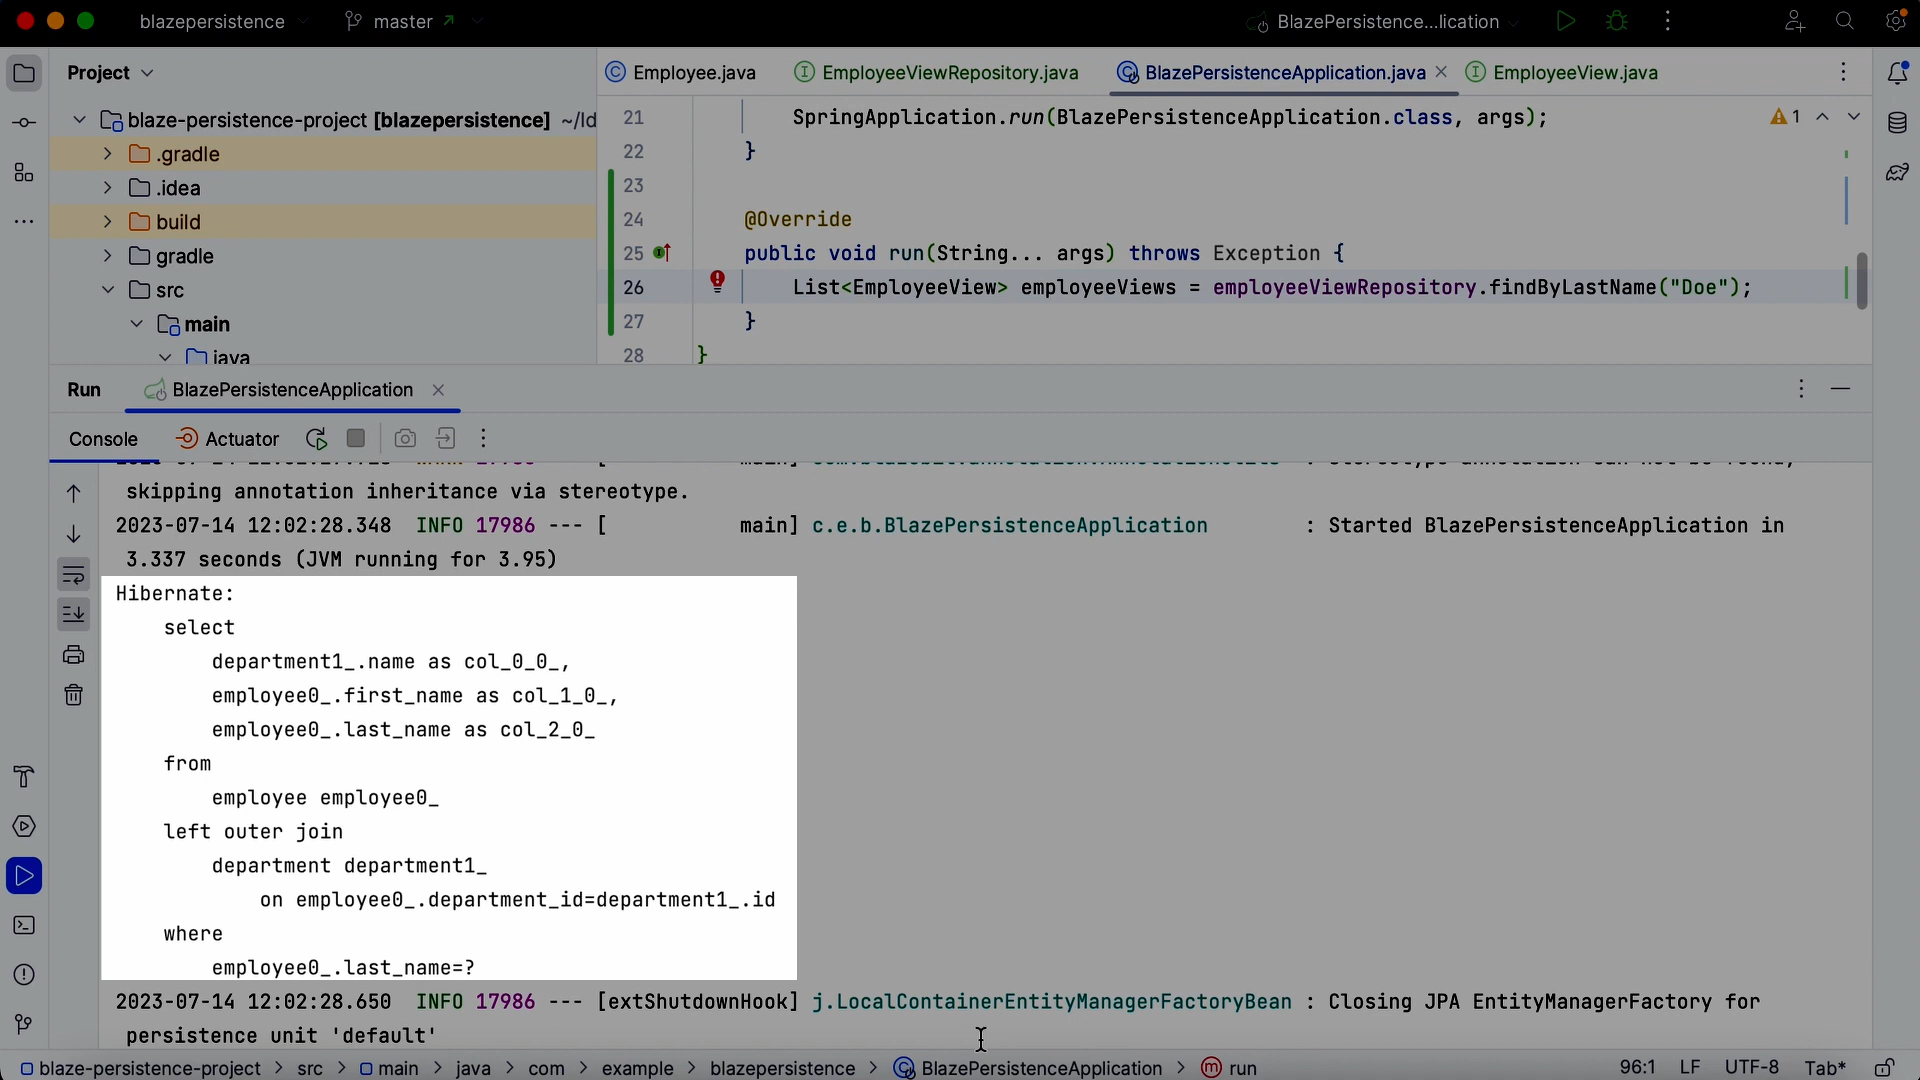 blazepersistence
master
BlazePersistence...lication
Project
Employee.java
EmployeeViewRepository.java
BlazePersistenceApplication.java
EmployeeView.java
blaze-persistence-project [blazepersistence] ~/Id
.gradle
.idea
build
gradle
src
main
java
21 SpringApplication.run(BlazePersistenceApplication.class, args);
1
22 }
23
24 @Override
25 public void run(String... args) throws Exception {
26 List<EmployeeView> employeeViews = employeeViewRepository.findByLastName("Doe");
27 }
28 }
Run
BlazePersistenceApplication
Console
Actuator
skipping annotation inheritance via stereotype.
2023-07-14 12:02:28.348 INFO 17986 --- [ main] c.e.b.BlazePersistenceApplication : Started BlazePersistenceApplication in
3.337 seconds (JVM running for 3.95)
Hibernate:
select
department1_.name as col_0_0_,
employee0_.first_name as col_1_0_,
employee0_.last_name as col_2_0_
from
employee employee0_
left outer join
department department1_
on employee0_.department_id=department1_.id
where
employee0_.last_name=?
2023-07-14 12:02:28.650 INFO 17986 --- [extShutdownHook] j.LocalContainerEntityManagerFactoryBean : Closing JPA EntityManagerFactory for
persistence unit 'default'
blaze-persistence-project > src > main > java > com > example > blazepersistence > BlazePersistenceApplication > run
96:1 LF UTF-8 Tab*